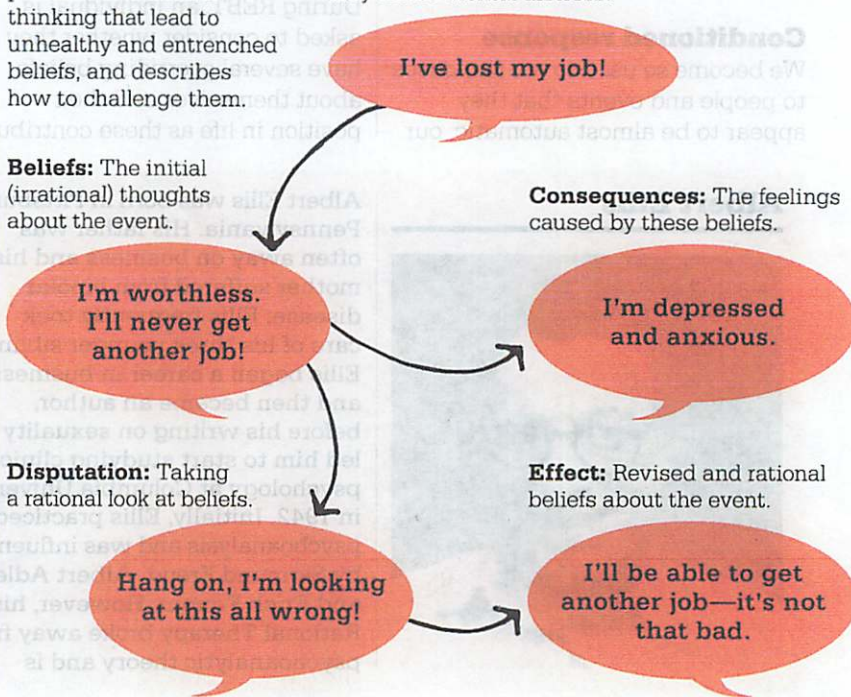 thinking that lead to
unhealthy and entrenched
beliefs, and describes
how to challenge them.
I've lost my job!
Beliefs: The initial
(irrational) thoughts
about the event.
Consequences: The feelings
caused by these beliefs.
I'm worthless.
I'll never get
another job!
I'm depressed
and anxious.
Disputation: Taking
a rational look at beliefs.
Effect: Revised and rational
beliefs about the event.
Hang on, I'm looking
at this all wrong!
I'll be able to get
another job—it's not
that bad.